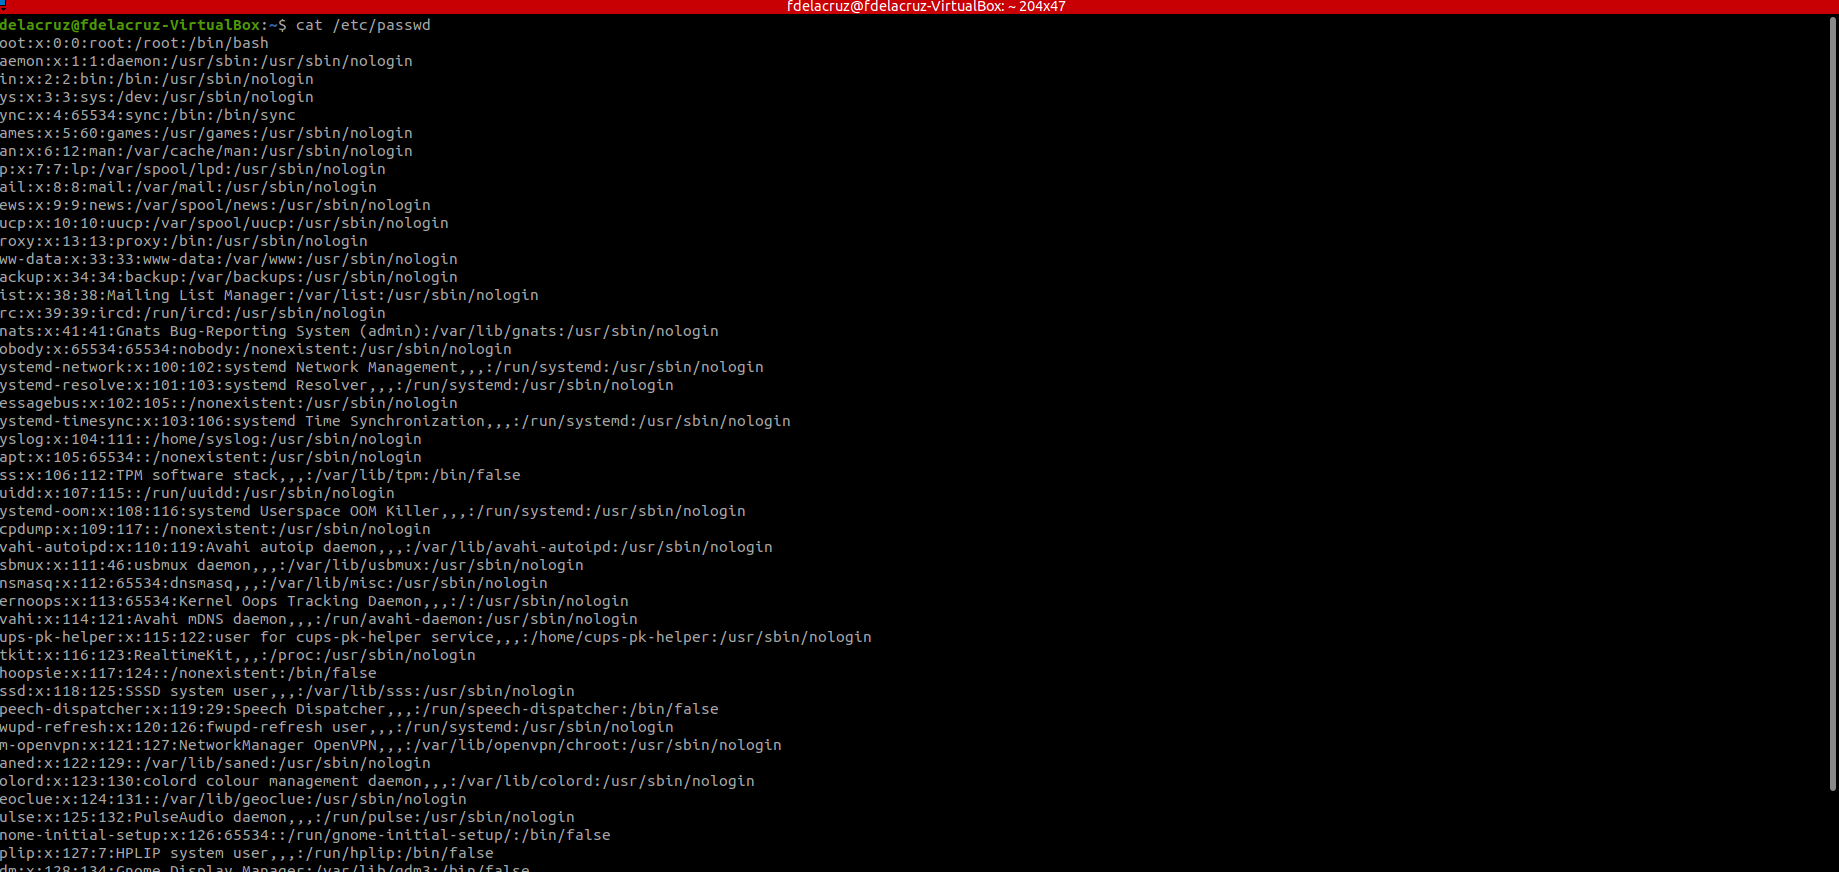 fdelacruz@fdelacruz-VirtualBox: ~ 204x47
fdelacruz@fdelacruz-VirtualBox:~$ cat /etc/passwd
oot:x:0:0:root:/root:/bin/bash
aemon:x:1:1:daemon:/usr/sbin:/usr/sbin/nologin
in:x:2:2:bin:/bin:/usr/sbin/nologin
ys:x:3:3:sys:/dev:/usr/sbin/nologin
ync:x:4:65534:sync:/bin:/bin/sync
ames:x:5:60:games:/usr/games:/usr/sbin/nologin
an:x:6:12:man:/var/cache/man:/usr/sbin/nologin
p:x:7:7:lp:/var/spool/lpd:/usr/sbin/nologin
ail:x:8:8:mail:/var/mail:/usr/sbin/nologin
ews:x:9:9:news:/var/spool/news:/usr/sbin/nologin
ucp:x:10:10:uucp:/var/spool/uucp:/usr/sbin/nologin
roxy:x:13:13:proxy:/bin:/usr/sbin/nologin
ww-data:x:33:33:www-data:/var/www:/usr/sbin/nologin
ackup:x:34:34:backup:/var/backups:/usr/sbin/nologin
ist:x:38:38:Mailing List Manager:/var/list:/usr/sbin/nologin
rc:x:39:39:ircd:/run/ircd:/usr/sbin/nologin
nats:x:41:41:Gnats Bug-Reporting System (admin):/var/lib/gnats:/usr/sbin/nologin
obody:x:65534:65534:nobody:/nonexistent:/usr/sbin/nologin
ystemd-network:x:100:102:systemd Network Management,,,:/run/systemd:/usr/sbin/nologin
ystemd-resolve:x:101:103:systemd Resolver,,,:/run/systemd:/usr/sbin/nologin
essagebus:x:102:105::/nonexistent:/usr/sbin/nologin
ystemd-timesync:x:103:106:systemd Time Synchronization,,,:/run/systemd:/usr/sbin/nologin
yslog:x:104:111::/home/syslog:/usr/sbin/nologin
apt:x:105:65534::/nonexistent:/usr/sbin/nologin
ss:x:106:112:TPM software stack,,,:/var/lib/tpm:/bin/false
uidd:x:107:115::/run/uuidd:/usr/sbin/nologin
ystemd-oom:x:108:116:systemd Userspace OOM Killer,,,:/run/systemd:/usr/sbin/nologin
cpdump:x:109:117::/nonexistent:/usr/sbin/nologin
vahi-autoipd:x:110:119:Avahi autoip daemon,,,:/var/lib/avahi-autoipd:/usr/sbin/nologin
sbmux:x:111:46:usbmux daemon,,,:/var/lib/usbmux:/usr/sbin/nologin
nsmasq:x:112:65534:dnsmasq,,,:/var/lib/misc:/usr/sbin/nologin
ernoops:x:113:65534:Kernel Oops Tracking Daemon,,,:/:/usr/sbin/nologin
vahi:x:114:121:Avahi mDNS daemon,,,:/run/avahi-daemon:/usr/sbin/nologin
ups-pk-helper:x:115:122:user for cups-pk-helper service,,,:/home/cups-pk-helper:/usr/sbin/nologin
tkit:x:116:123:RealtimeKit,,,:/proc:/usr/sbin/nologin
hoopsie:x:117:124::/nonexistent:/bin/false
ssd:x:118:125:SSSD system user,,,:/var/lib/sss:/usr/sbin/nologin
peech-dispatcher:x:119:29:Speech Dispatcher,,,:/run/speech-dispatcher:/bin/false
wupd-refresh:x:120:126:fwupd-refresh user,,,:/run/systemd:/usr/sbin/nologin
m-openvpn:x:121:127:NetworkManager OpenVPN,,,:/var/lib/openvpn/chroot:/usr/sbin/nologin
aned:x:122:129::/var/lib/saned:/usr/sbin/nologin
olord:x:123:130:colord colour management daemon,,,:/var/lib/colord:/usr/sbin/nologin
eoclue:x:124:131::/var/lib/geoclue:/usr/sbin/nologin
ulse:x:125:132:PulseAudio daemon,,,:/run/pulse:/usr/sbin/nologin
nome-initial-setup:x:126:65534::/run/gnome-initial-setup/:/bin/false
plip:x:127:7:HPLIP system user,,,:/run/hplip:/bin/false
dm:x:128:134:Gnome Display Manager:/var/lib/gdm3:/bin/false